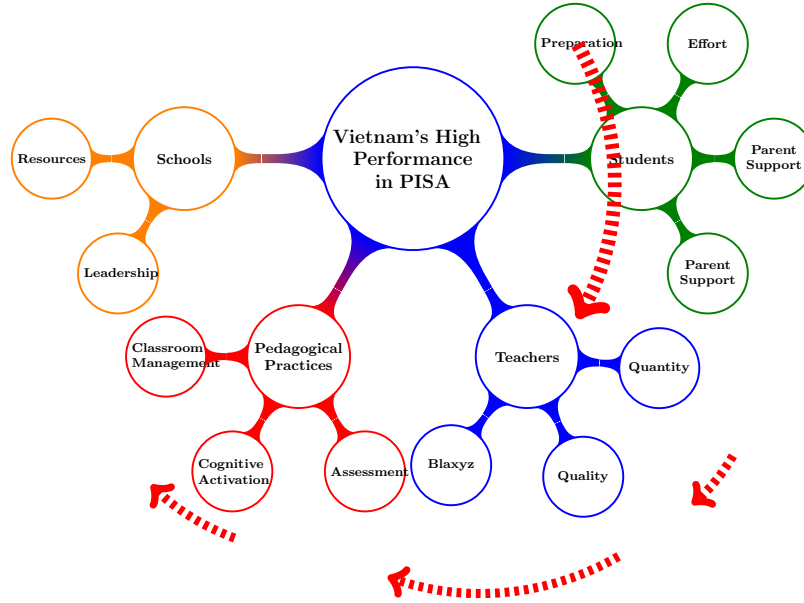 Preparation
Effort
Vietnam's High
Performance
in PISA
Resources
Schools
Students
Parent
Support
Leadership
Parent
Support
Classroom
Management
Pedagogical
Practices
Teachers
Quantity
Cognitive
Activation
Assessment
Blaxyz
Quality